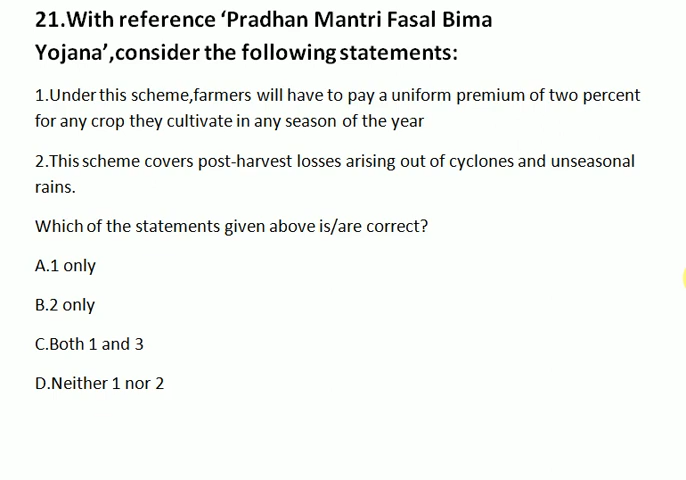 21.With reference ‘Pradhan Mantri Fasal Bima
Yojana’,consider the following statements:
1.Under this scheme,farmers will have to pay a uniform premium of two percent
for any crop they cultivate in any season of the year
2.This scheme covers post-harvest losses arising out of cyclones and unseasonal
rains.
Which of the statements given above is/are correct?
A.1 only
B.2 only
C.Both 1 and 3
D.Neither 1 nor 2